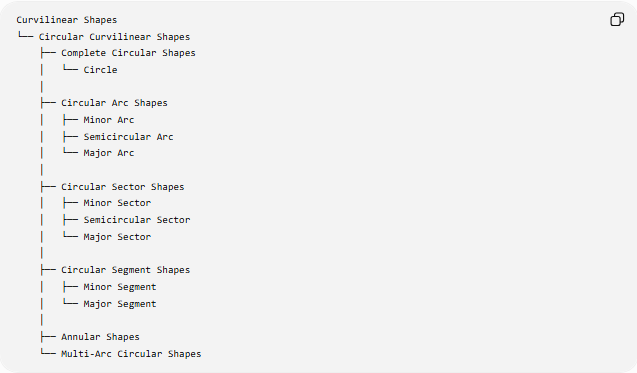 Curvilinear Shapes
└── Circular Curvilinear Shapes
    ├── Complete Circular Shapes
    │   └── Circle
    │
    ├── Circular Arc Shapes
    │   ├── Minor Arc
    │   ├── Semicircular Arc
    │   └── Major Arc
    │
    ├── Circular Sector Shapes
    │   ├── Minor Sector
    │   ├── Semicircular Sector
    │   └── Major Sector
    │
    ├── Circular Segment Shapes
    │   ├── Minor Segment
    │   └── Major Segment
    │
    ├── Annular Shapes
    └── Multi-Arc Circular Shapes